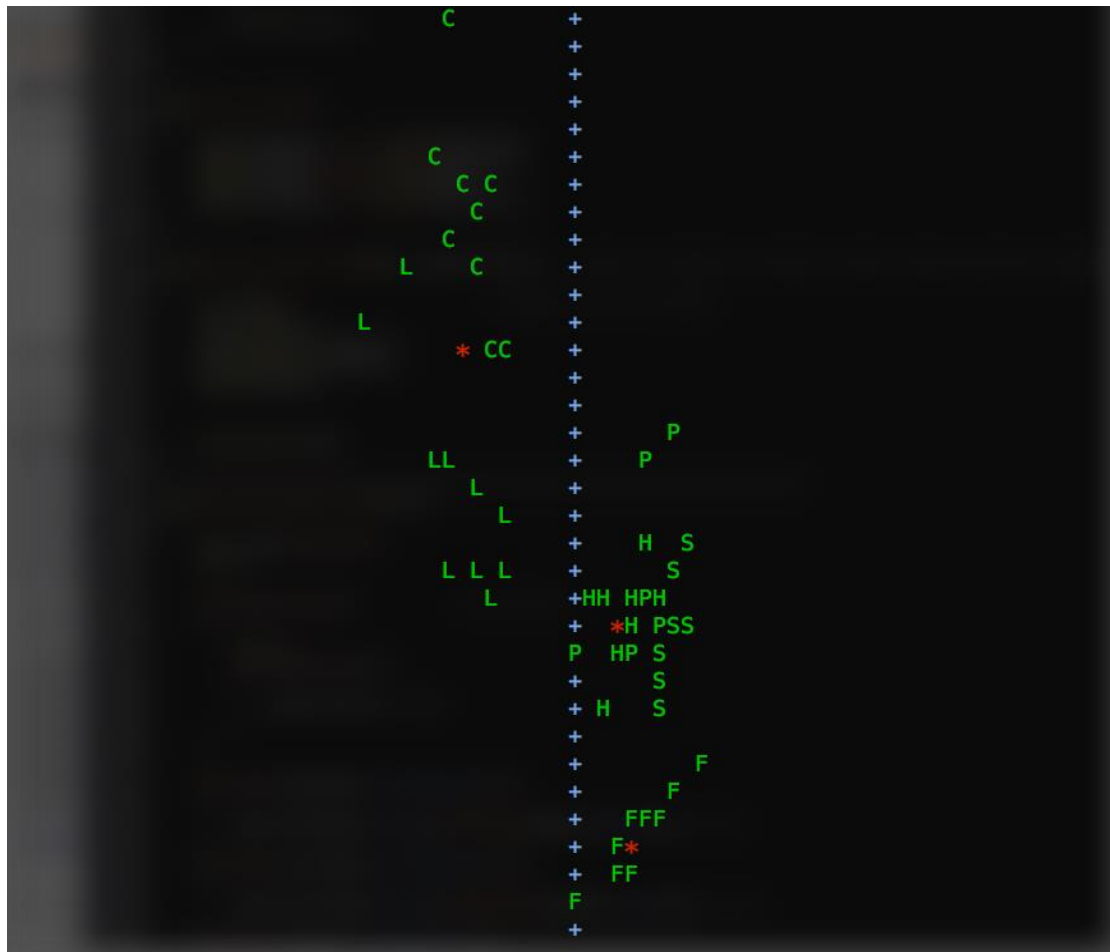 C +
+
+
+
+
C +
C C +
C +
C +
L C +
+
L +
* CC +
+
+
+ P
LL + P
L +
L +
+ H S
L L L + S
L +HH HPH
+ *H PSS
P HP S
+ S
+ H S
+
+ F
+ F
+ FFF
+ F*
+ FF
F
+